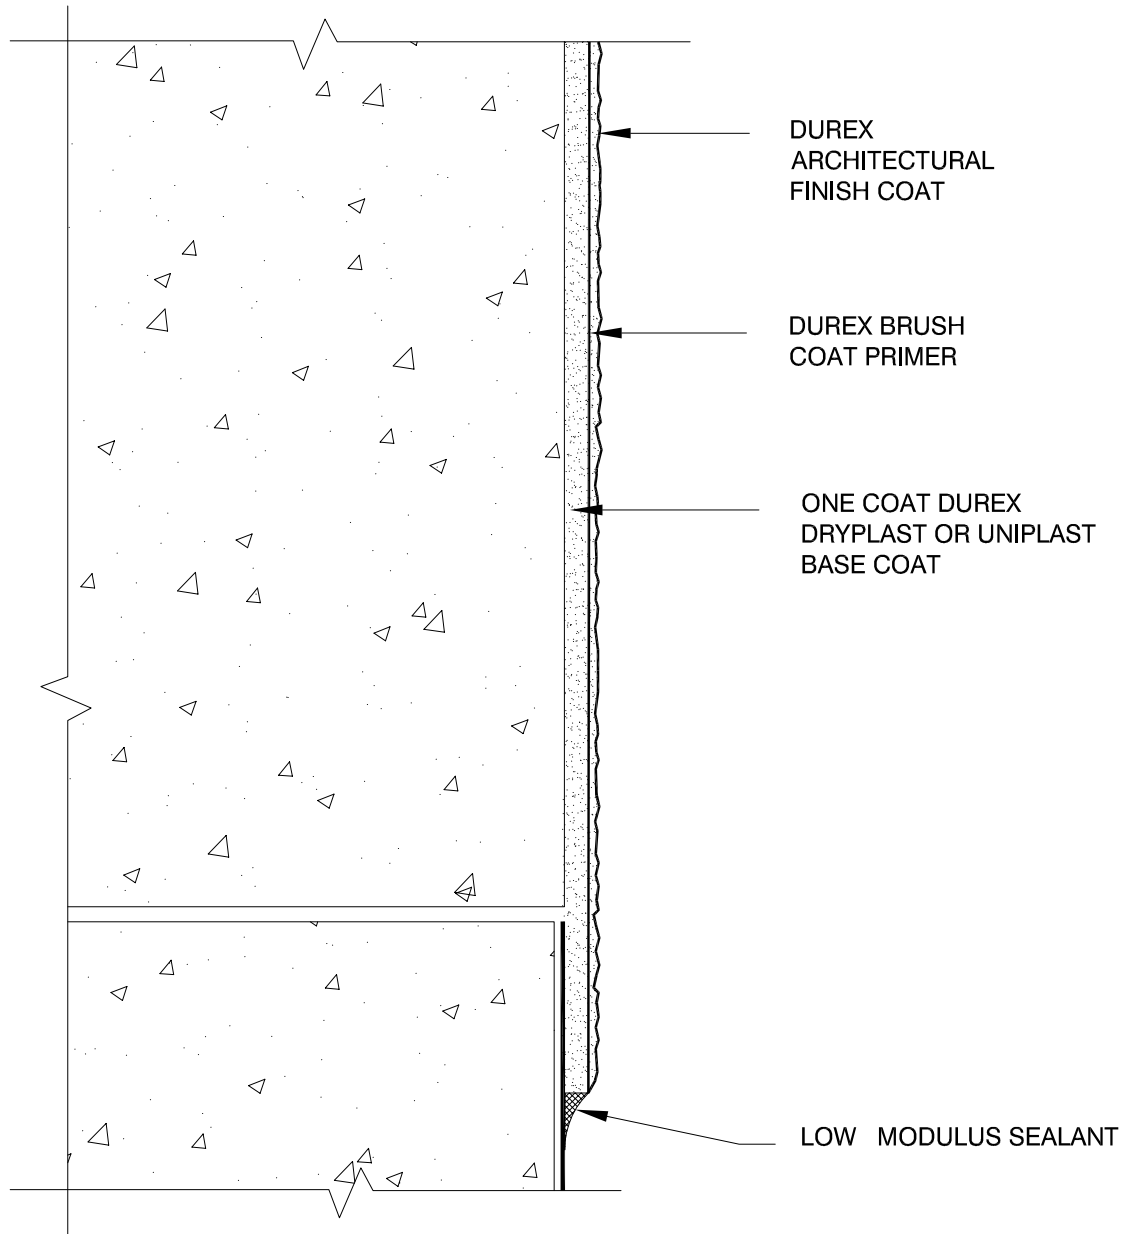 DUREX
ARCHITECTURAL
FINISH COAT
DUREX BRUSH
COAT PRIMER
ONE COAT DUREX
DRYPLAST OR UNIPLAST
BASE COAT
LOW MODULUS SEALANT